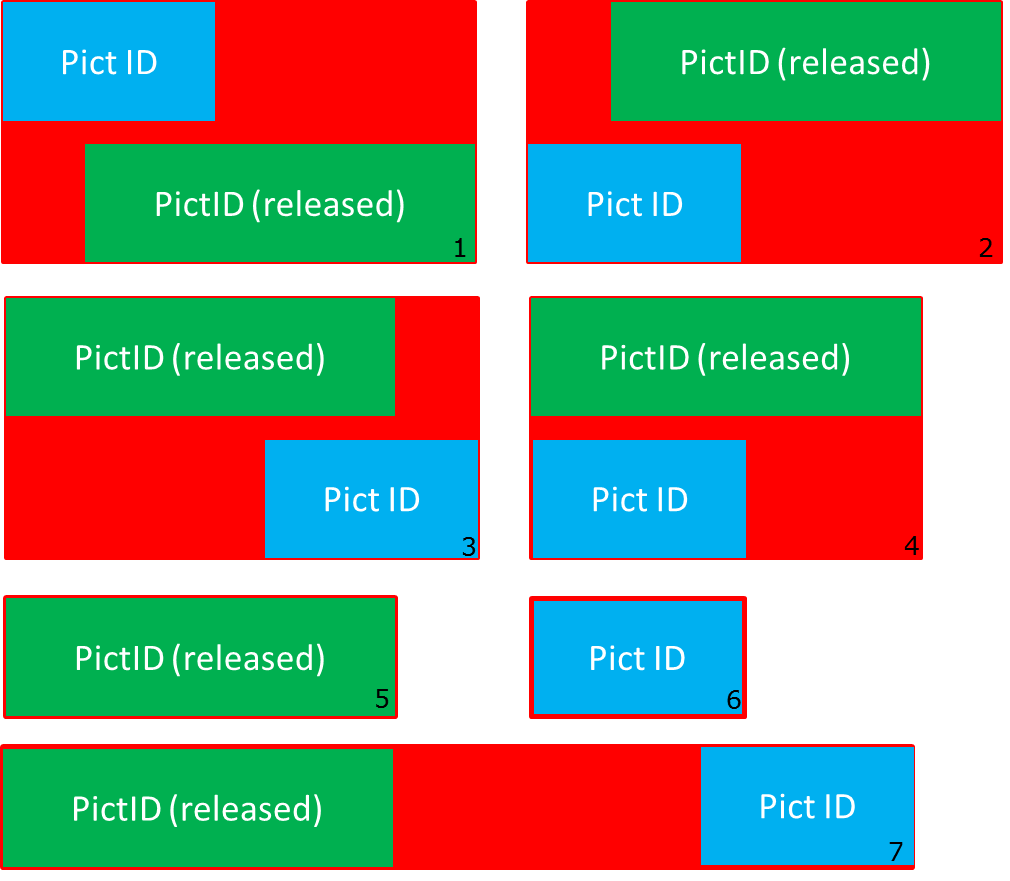 Pict ID
PictID (released)
1
PictID (released)
Pict ID
2
PictID (released)
Pict ID
3
PictID (released)
Pict ID
4
PictID (released)
5
Pict ID
6
PictID (released)
Pict ID
7